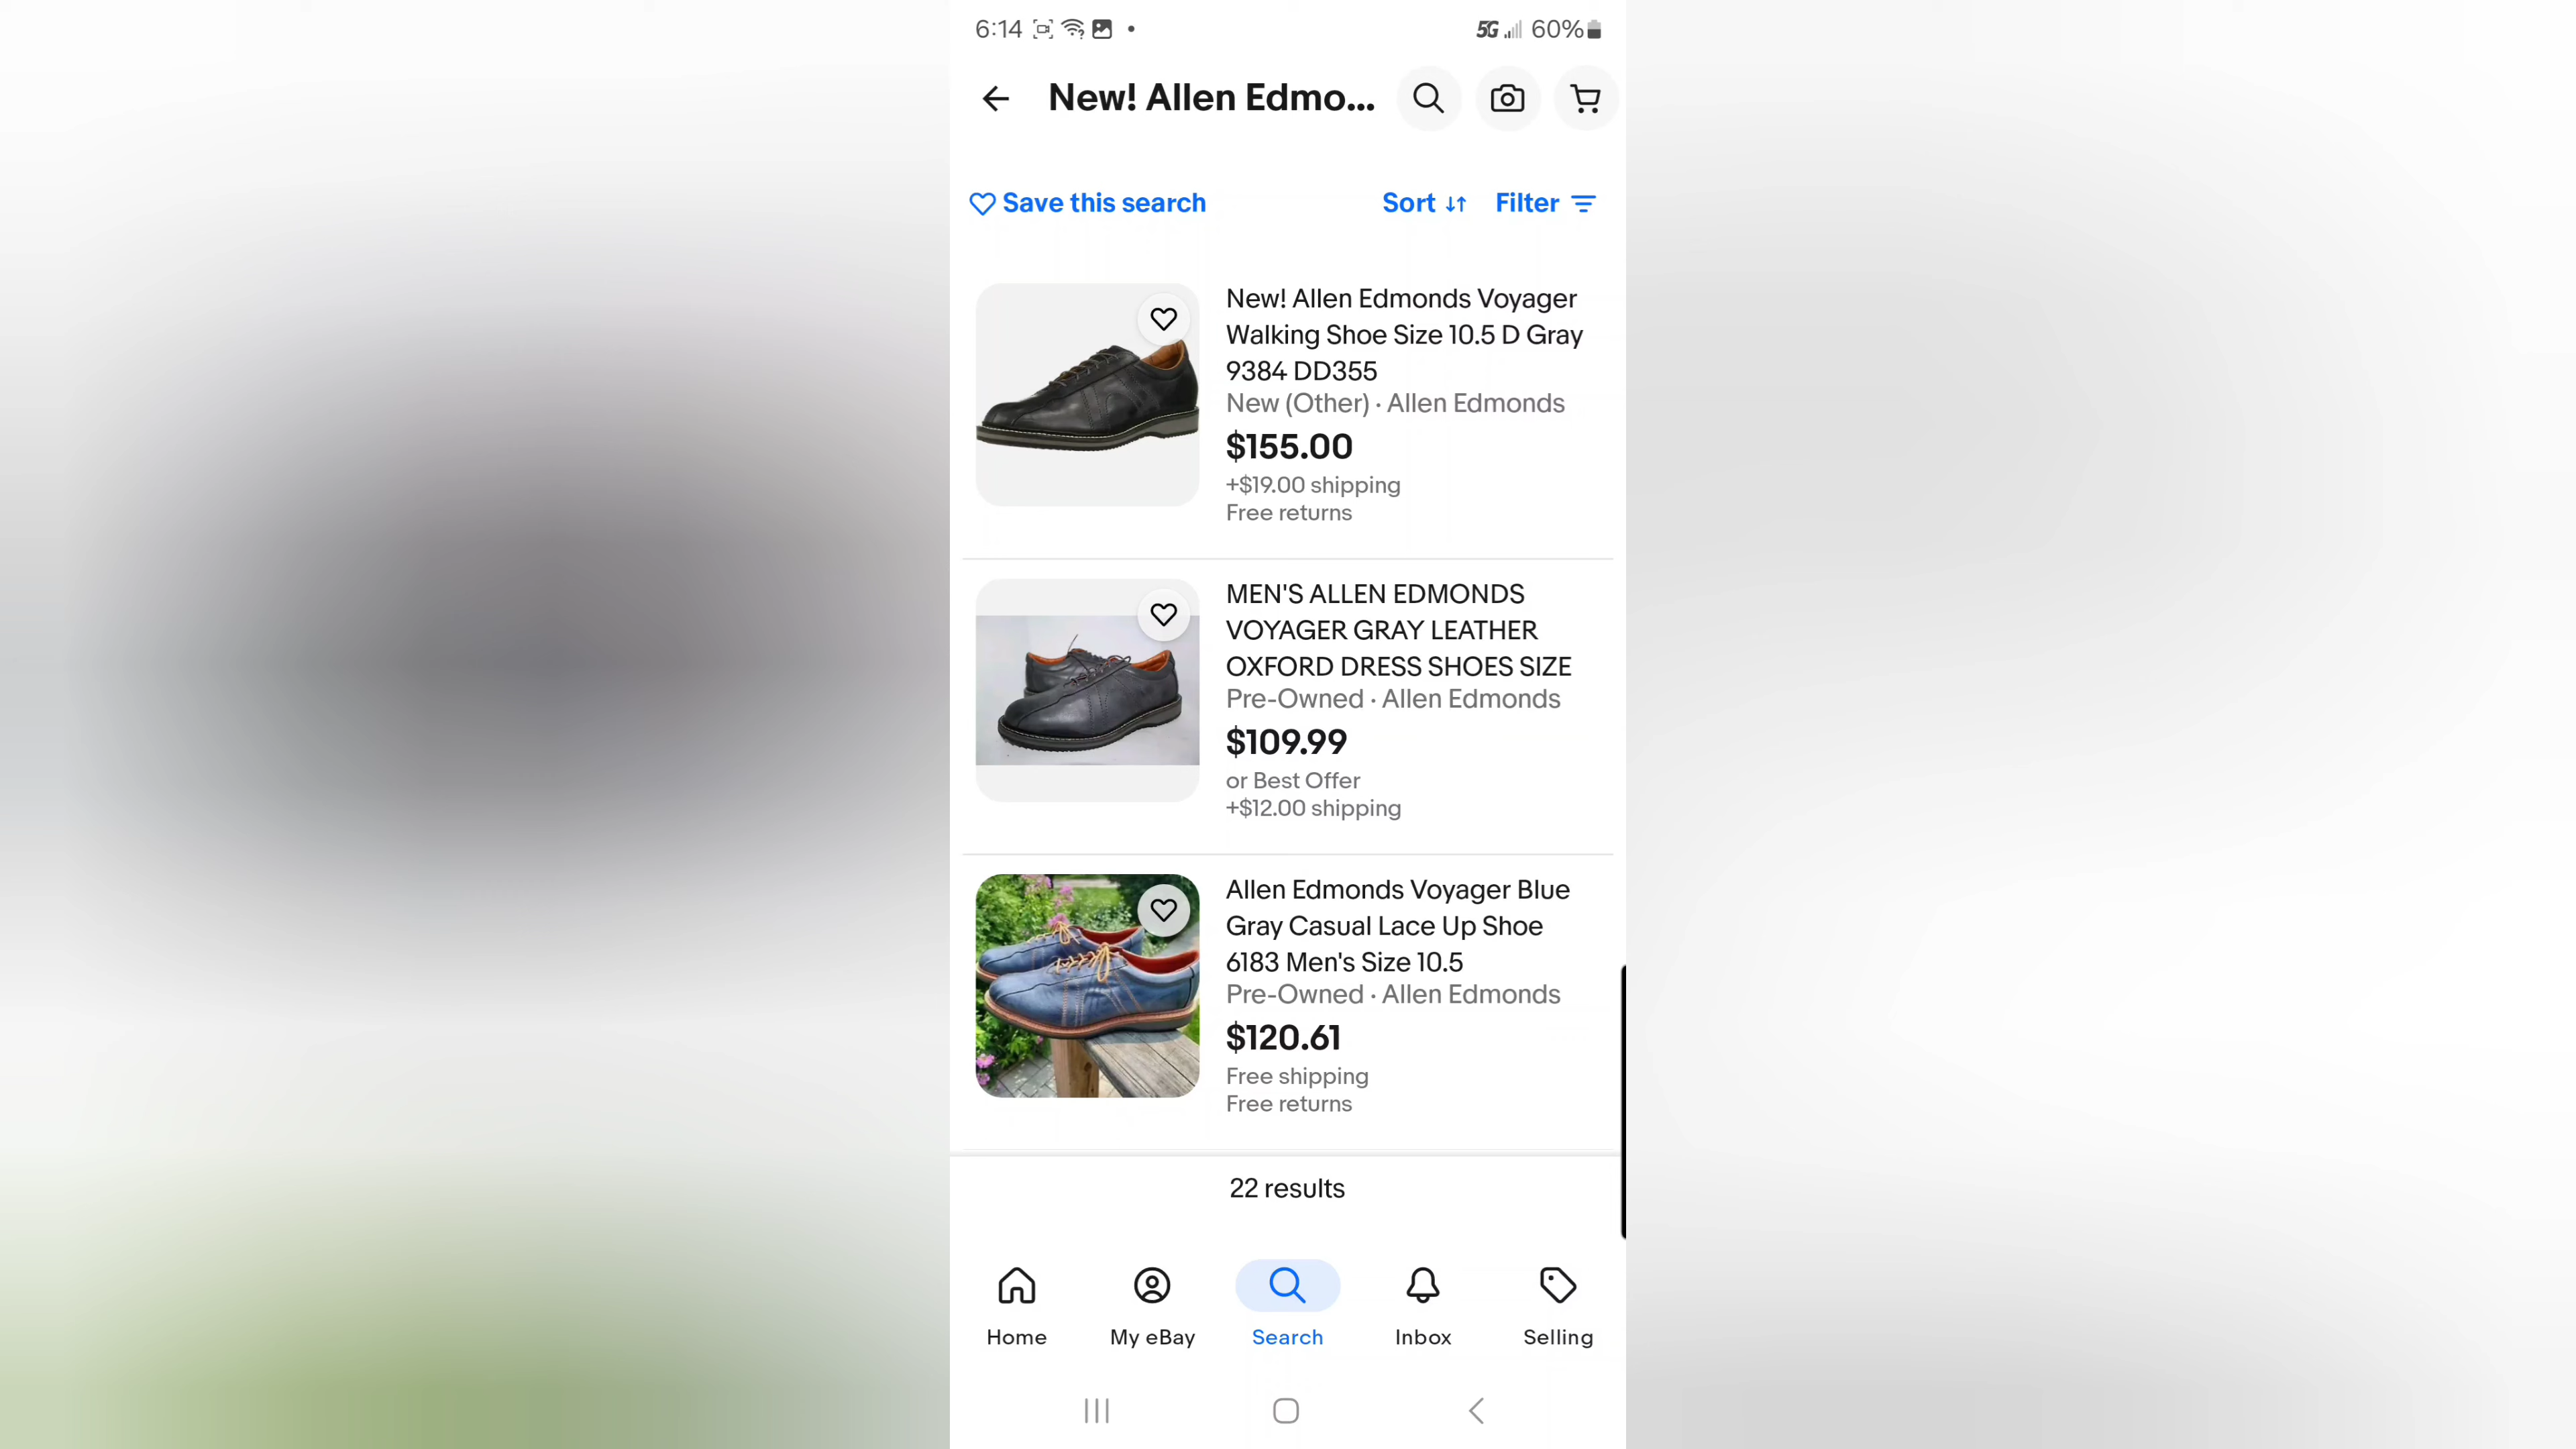 6:14
5G 60%
New! Allen Edmo...
Save this search
Sort
Filter
New! Allen Edmonds Voyager
Walking Shoe Size 10.5 D Gray
9384 DD355
New (Other) · Allen Edmonds
$155.00
+$19.00 shipping
Free returns
MEN'S ALLEN EDMONDS
VOYAGER GRAY LEATHER
OXFORD DRESS SHOES SIZE
Pre-Owned · Allen Edmonds
$109.99
or Best Offer
+$12.00 shipping
Allen Edmonds Voyager Blue
Gray Casual Lace Up Shoe
6183 Men's Size 10.5
Pre-Owned · Allen Edmonds
$120.61
Free shipping
Free returns
22 results
Home
My eBay
Search
Inbox
Selling